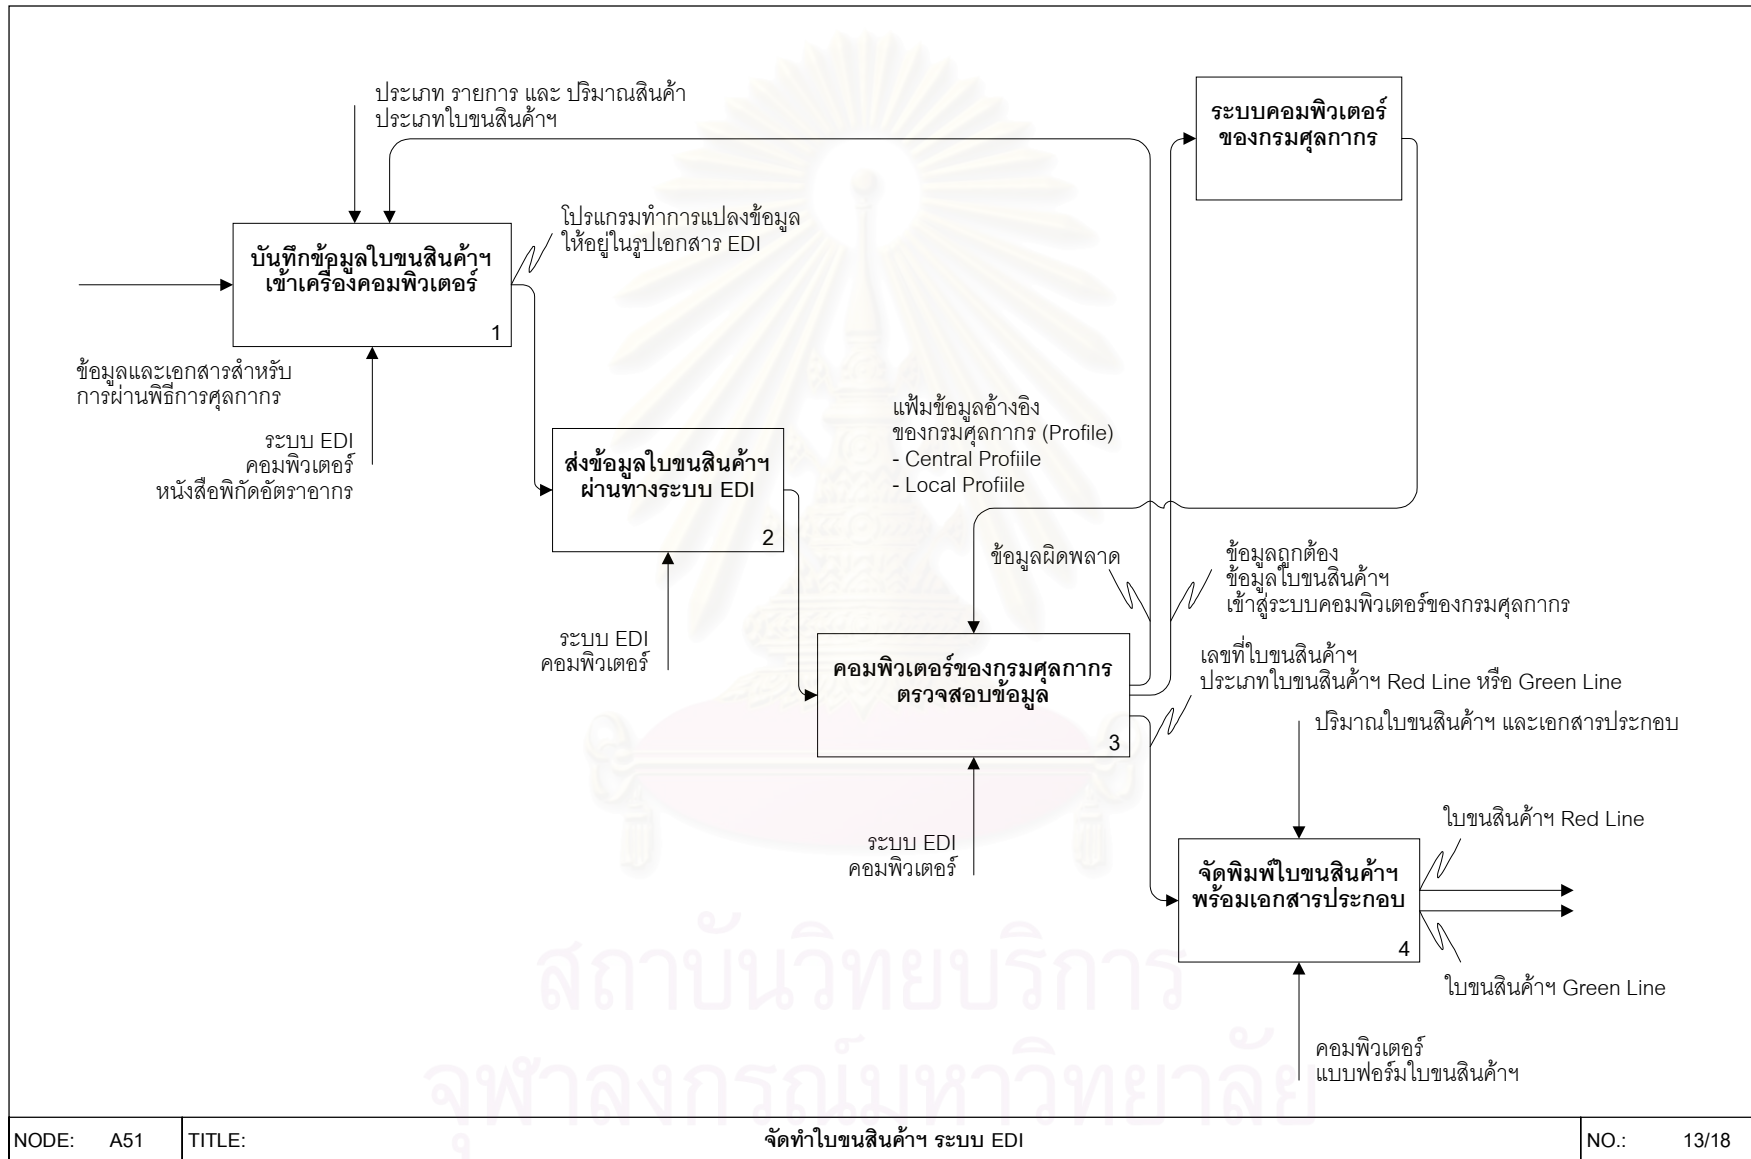 ประเภท รายการ และ ปริมาณสินค้า
ประเภทใบขนสินค้าฯ
ระบบคอมพิวเตอร์
ของกรมศุลกากร
โปรแกรมทำการแปลงข้อมูล
ให้อยู่ในรูปเอกสาร EDI
บันทึกข้อมูลใบขนสินค้าฯ
เข้าเครื่องคอมพิวเตอร์
1
ข้อมูลและเอกสารสำหรับ
การผ่านพิธีการศุลกากร
ระบบ EDI
คอมพิวเตอร์
หนังสือพิกัดอัตราอากร
แฟ้มข้อมูลอ้างอิง
ของกรมศุลกากร (Profile)
- Central Profiile
- Local Profiile
ส่งข้อมูลใบขนสินค้าฯ
ผ่านทางระบบ EDI
2
ข้อมูลผิดพลาด
ข้อมูลถูกต้อง
ข้อมูลใบขนสินค้าฯ
เข้าสู่ระบบคอมพิวเตอร์ของกรมศุลกากร
ระบบ EDI
คอมพิวเตอร์
คอมพิวเตอร์ของกรมศุลกากร
ตรวจสอบข้อมูล
3
เลขที่ใบขนสินค้าฯ
ประเภทใบขนสินค้าฯ Red Line หรือ Green Line
ปริมาณใบขนสินค้าฯ และเอกสารประกอบ
ระบบ EDI
คอมพิวเตอร์
ใบขนสินค้าฯ Red Line
จัดพิมพ์ใบขนสินค้าฯ
พร้อมเอกสารประกอบ
4
ใบขนสินค้าฯ Green Line
คอมพิวเตอร์
แบบฟอร์มใบขนสินค้าฯ
สถาบันวิทยบริการ
จุฬาลงกรณ์มหาวิทยาลัย
NODE: A51 TITLE: จัดทำใบขนสินค้าฯ ระบบ EDI NO.: 13/18